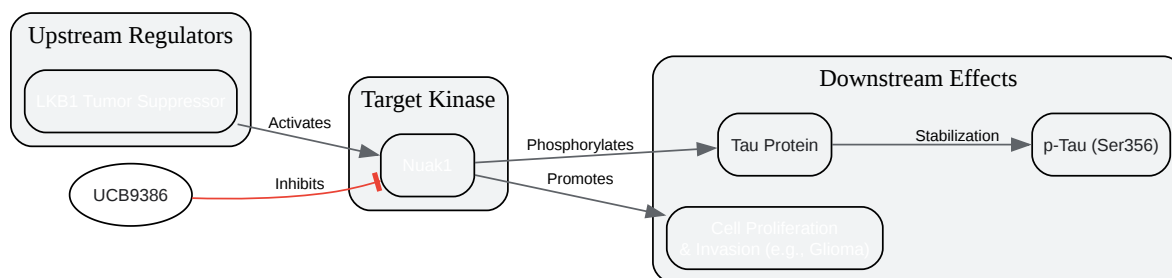 Upstream Regulators
LKB1 Tumor Suppressor
UCB9386
Activates
Inhibits
Target Kinase
Nuak1
Phosphorylates
Promotes
Downstream Effects
Tau Protein
Stabilization
p-Tau (Ser356)
Cell Proliferation
& Invasion (e.g., Glioma)